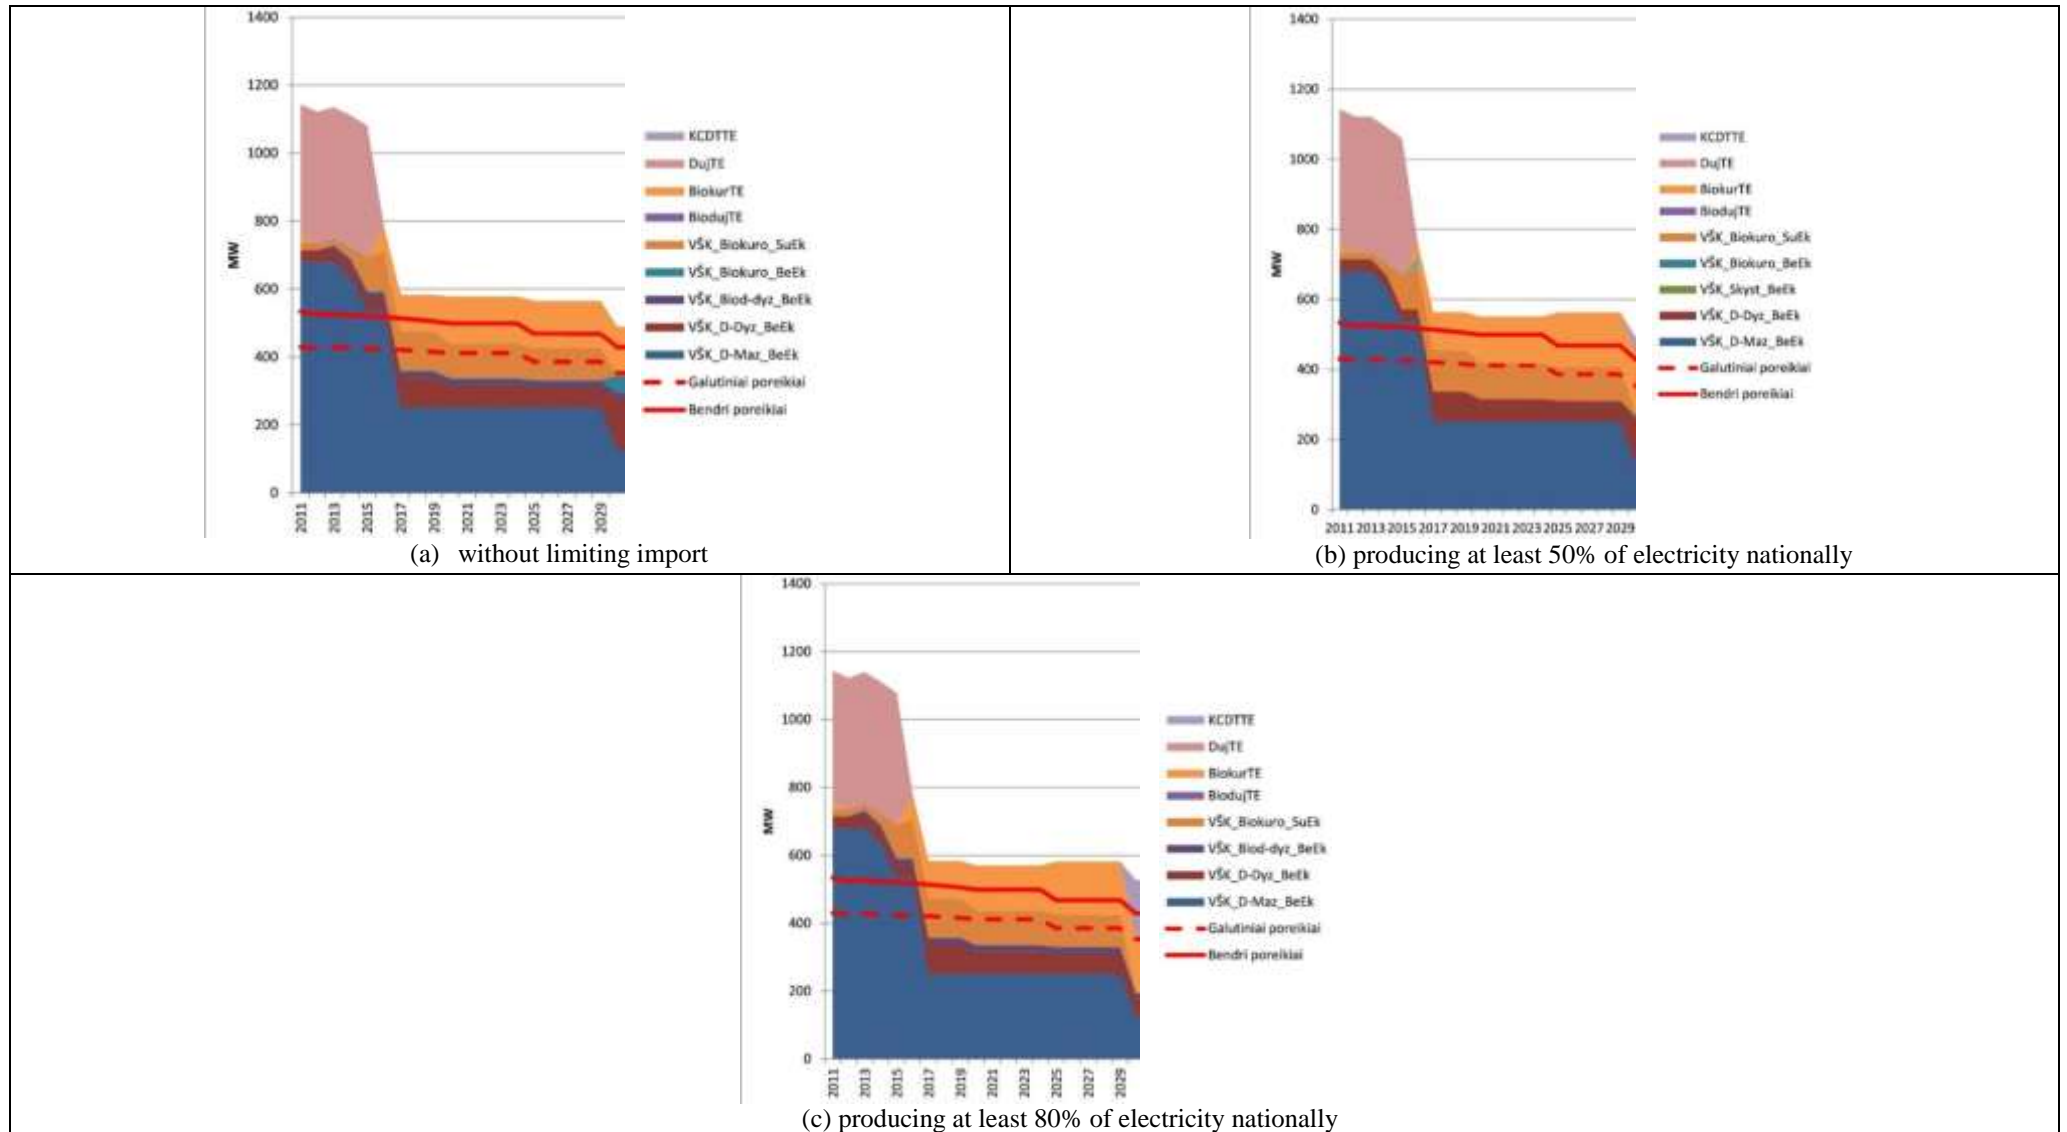 1400
1200
1000
800
600
400
200
0
MW
2011
2013
2015
2017
2019
2021
2023
2025
2027
2029
KCDTTE
DujTE
BiokurTE
BiodujTE
VŠK_Biokuro_SuEk
VŠK_Biokuro_BeEk
VŠK_Biod-dyz_BeEk
VŠK_D-Dyz_BeEk
VŠK_D-Maz_BeEk
Galutiniai poreikiai
Bendri poreikiai
(a) without limiting import
1400
1200
1000
800
600
400
200
0
MW
2011 2013 2015 2017 2019 2021 2023 2025 2027 2029
KCDTTE
DujTE
BiokurTE
BiodujTE
VŠK_Biokuro_SuEk
VŠK_Biokuro_BeEk
VŠK_Skyst_BeEk
VŠK_D-Dyz_BeEk
VŠK_D-Maz_BeEk
Galutiniai poreikiai
Bendri poreikiai
(b) producing at least 50% of electricity nationally
1400
1200
1000
800
600
400
200
0
MW
2011
2013
2015
2017
2019
2021
2023
2025
2027
2029
KCDTTE
DujTE
BiokurTE
BiodujTE
VŠK_Biokuro_SuEk
VŠK_Biod-dyz_BeEk
VŠK_D-Dyz_BeEk
VŠK_D-Maz_BeEk
Galutiniai poreikiai
Bendri poreikiai
(c) producing at least 80% of electricity nationally